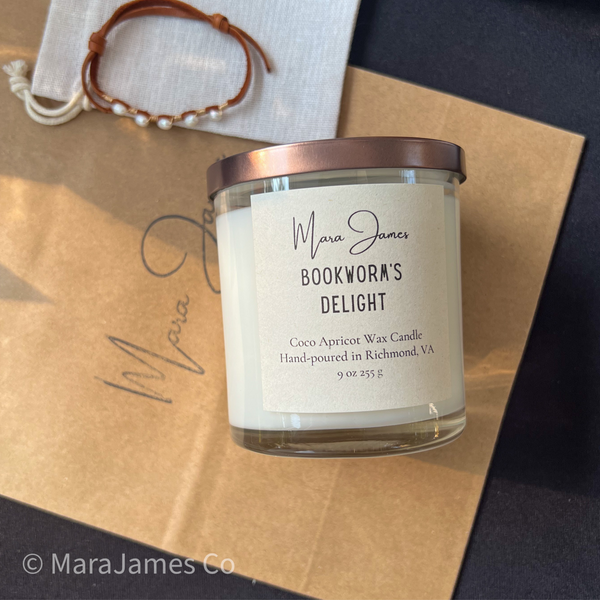 Mara James
BOOKWORM'S
DELIGHT
Coco Apricot Wax Candle
Hand-poured in Richmond, VA
9 oz 255 g
Mara Ja
© MaraJames Co